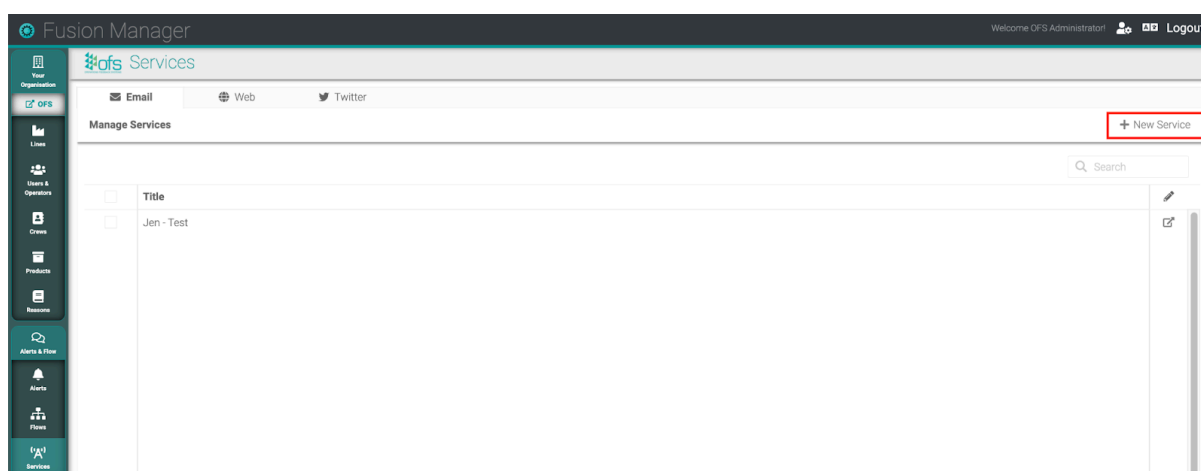 Fusion Manager
Welcome OFS Administrator! Logout
Your
Organisation
OFS
Lines
Users &
Operators
Crews
Products
Reasons
Alerts & Flow
Alerts
Flows
Services
ofs Services
Email Web Twitter
Manage Services + New Service
Search
Title
Jen - Test